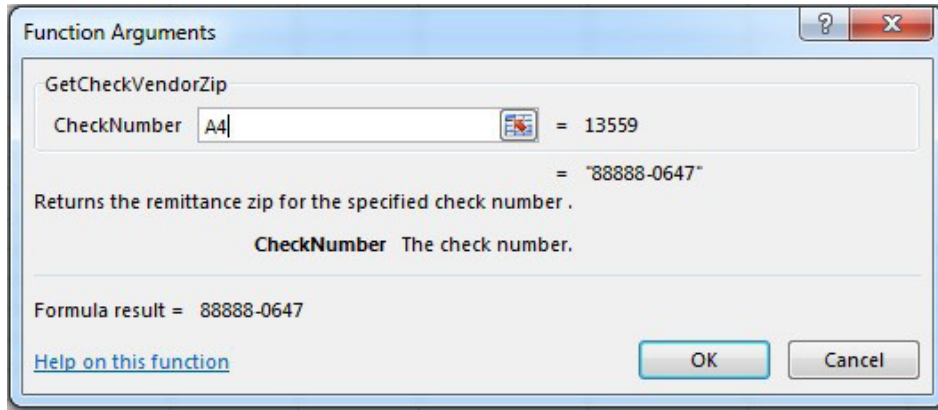 Function Arguments
?
X
GetCheckVendorZip
CheckNumber A4 = 13559
= "88888-0647"
Returns the remittance zip for the specified check number .
CheckNumber The check number.
Formula result = 88888-0647
Help on this function
OK
Cancel